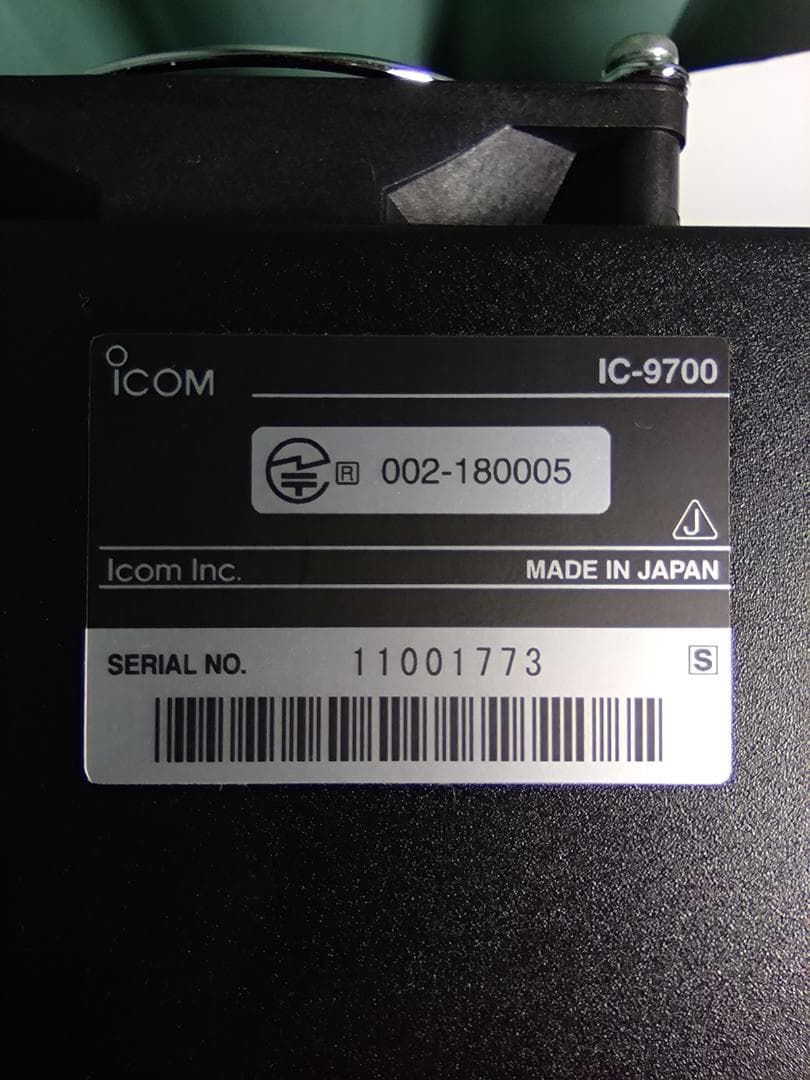 ICOM
IC-9700
R 002-180005
J
Icom Inc.
MADE IN JAPAN
SERIAL NO. 11001773 S